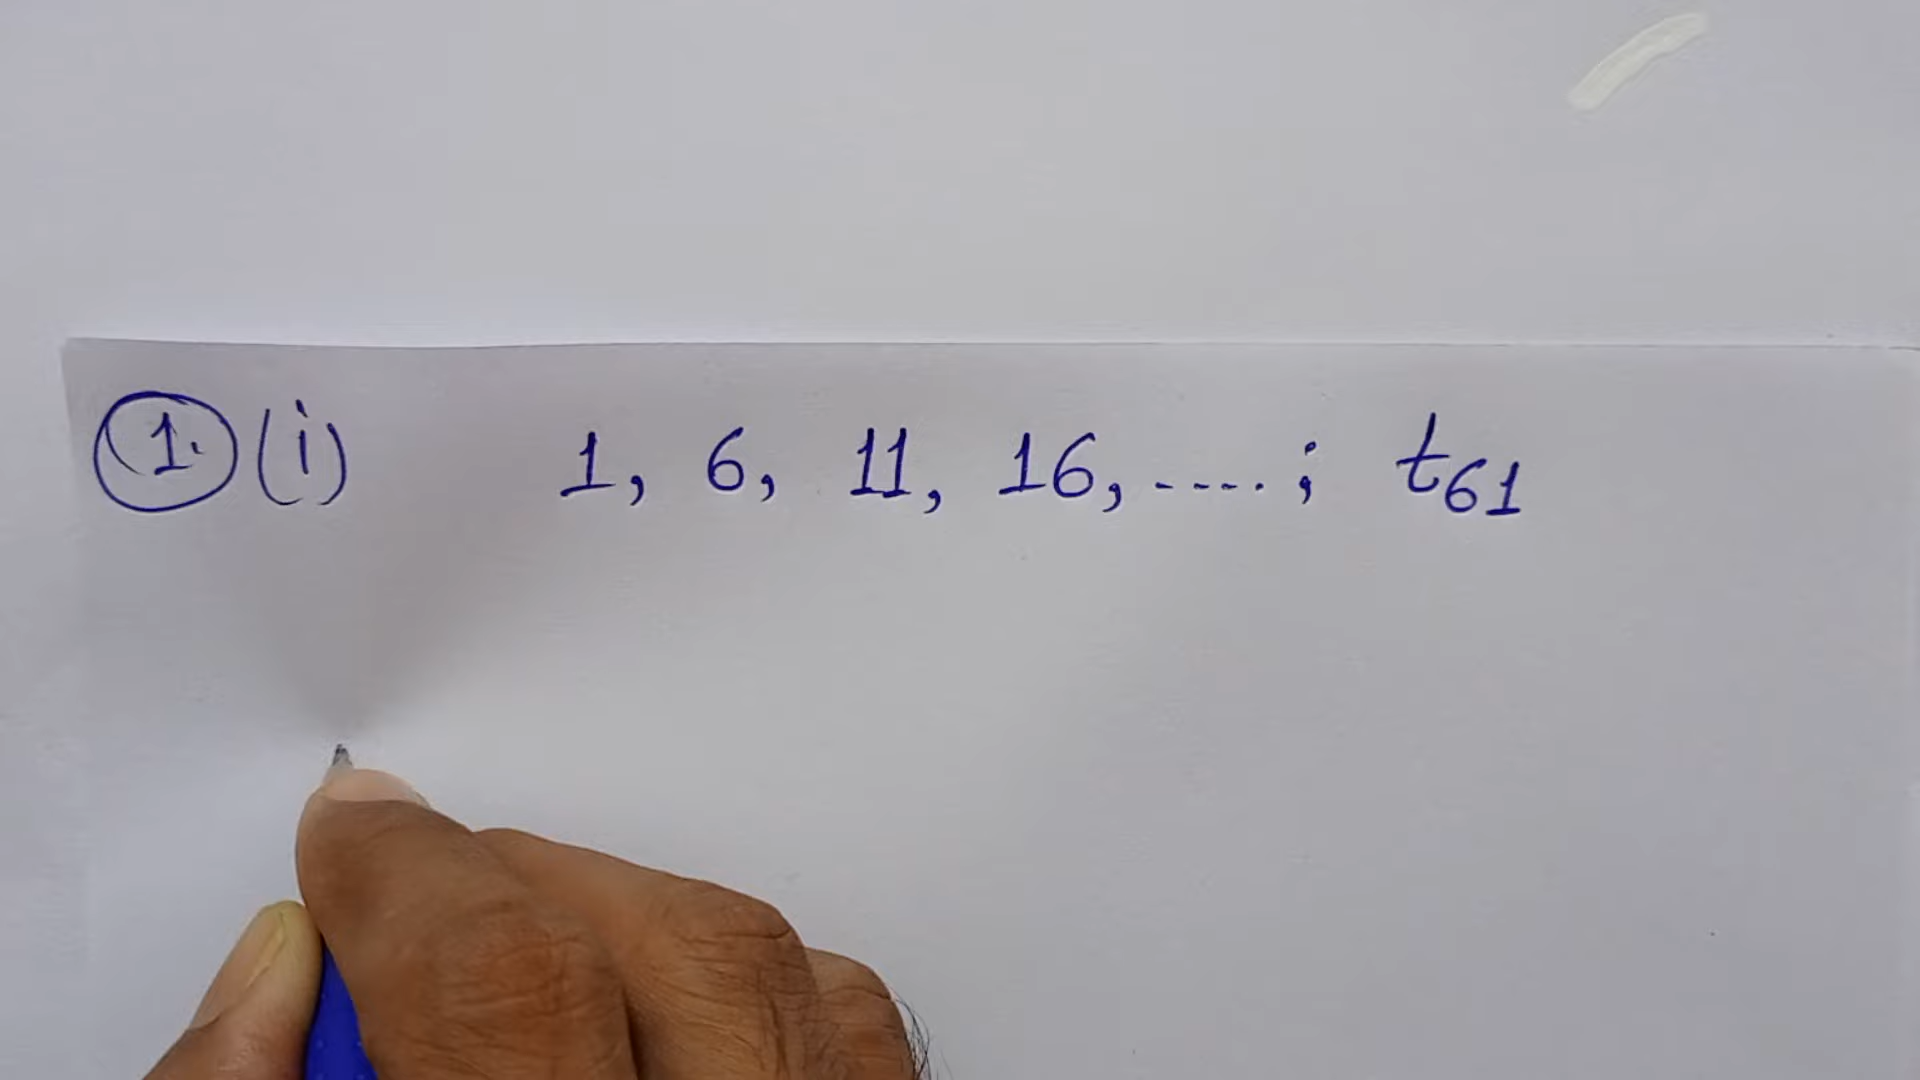 1. (i) 1, 6, 11, 16, ....; t61